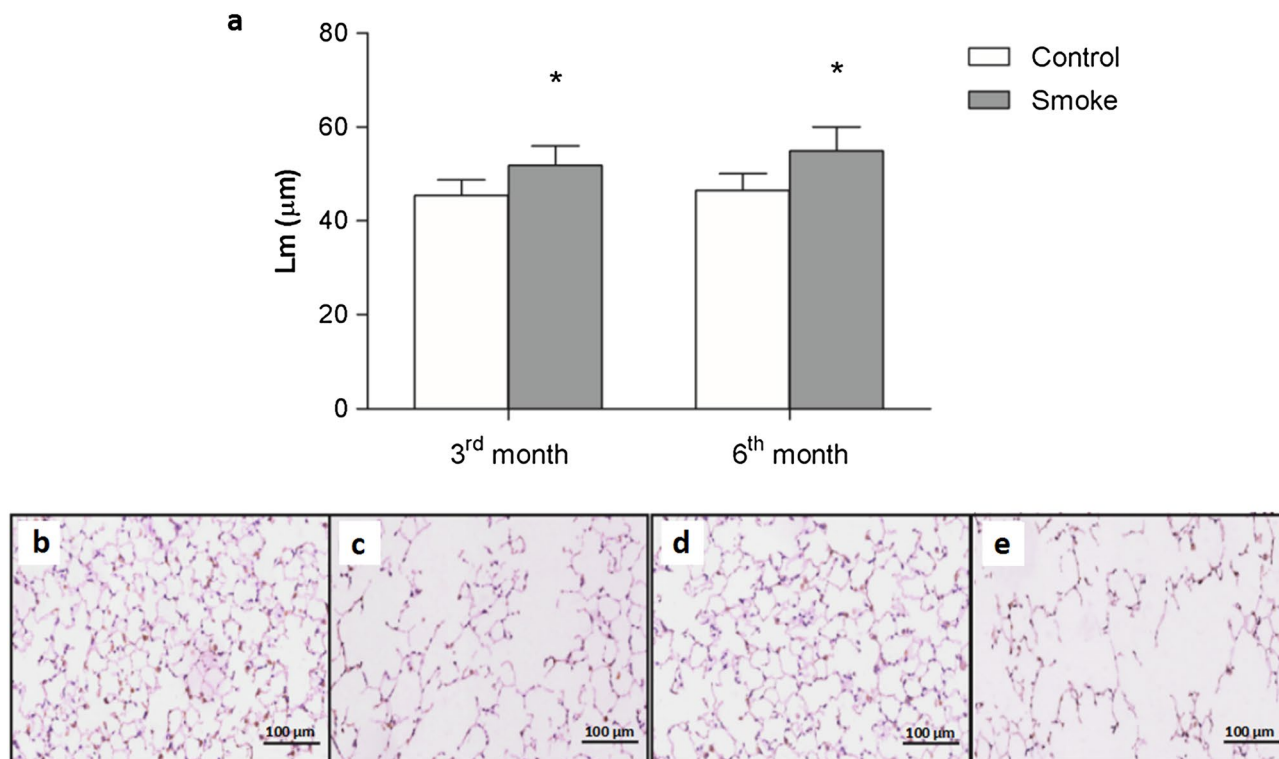 a
80
60
40
20
0
Lm (μm)
*
*
Control
Smoke
3rd month
6th month
b
c
d
e
100 μm
100 μm
100 μm
100 μm